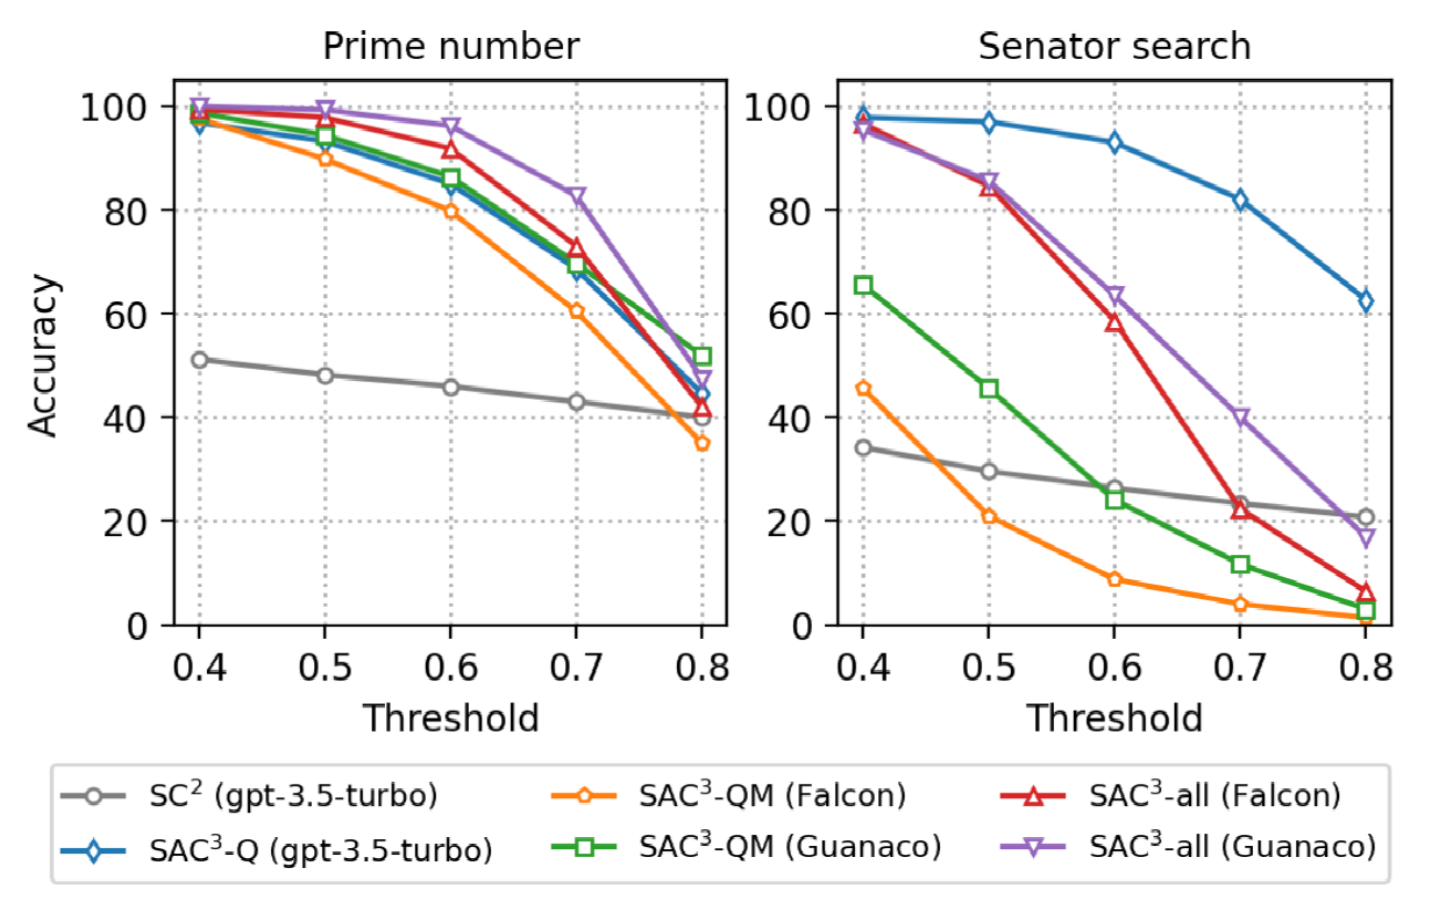 Prime number
Senator search
Accuracy
100
80
60
40
20
0
0.4 0.5 0.6 0.7 0.8
Threshold
100
80
60
40
20
0
0.4 0.5 0.6 0.7 0.8
Threshold
SC² (gpt-3.5-turbo)
SAC³-Q (gpt-3.5-turbo)
SAC³-QM (Falcon)
SAC³-QM (Guanaco)
SAC³-all (Falcon)
SAC³-all (Guanaco)